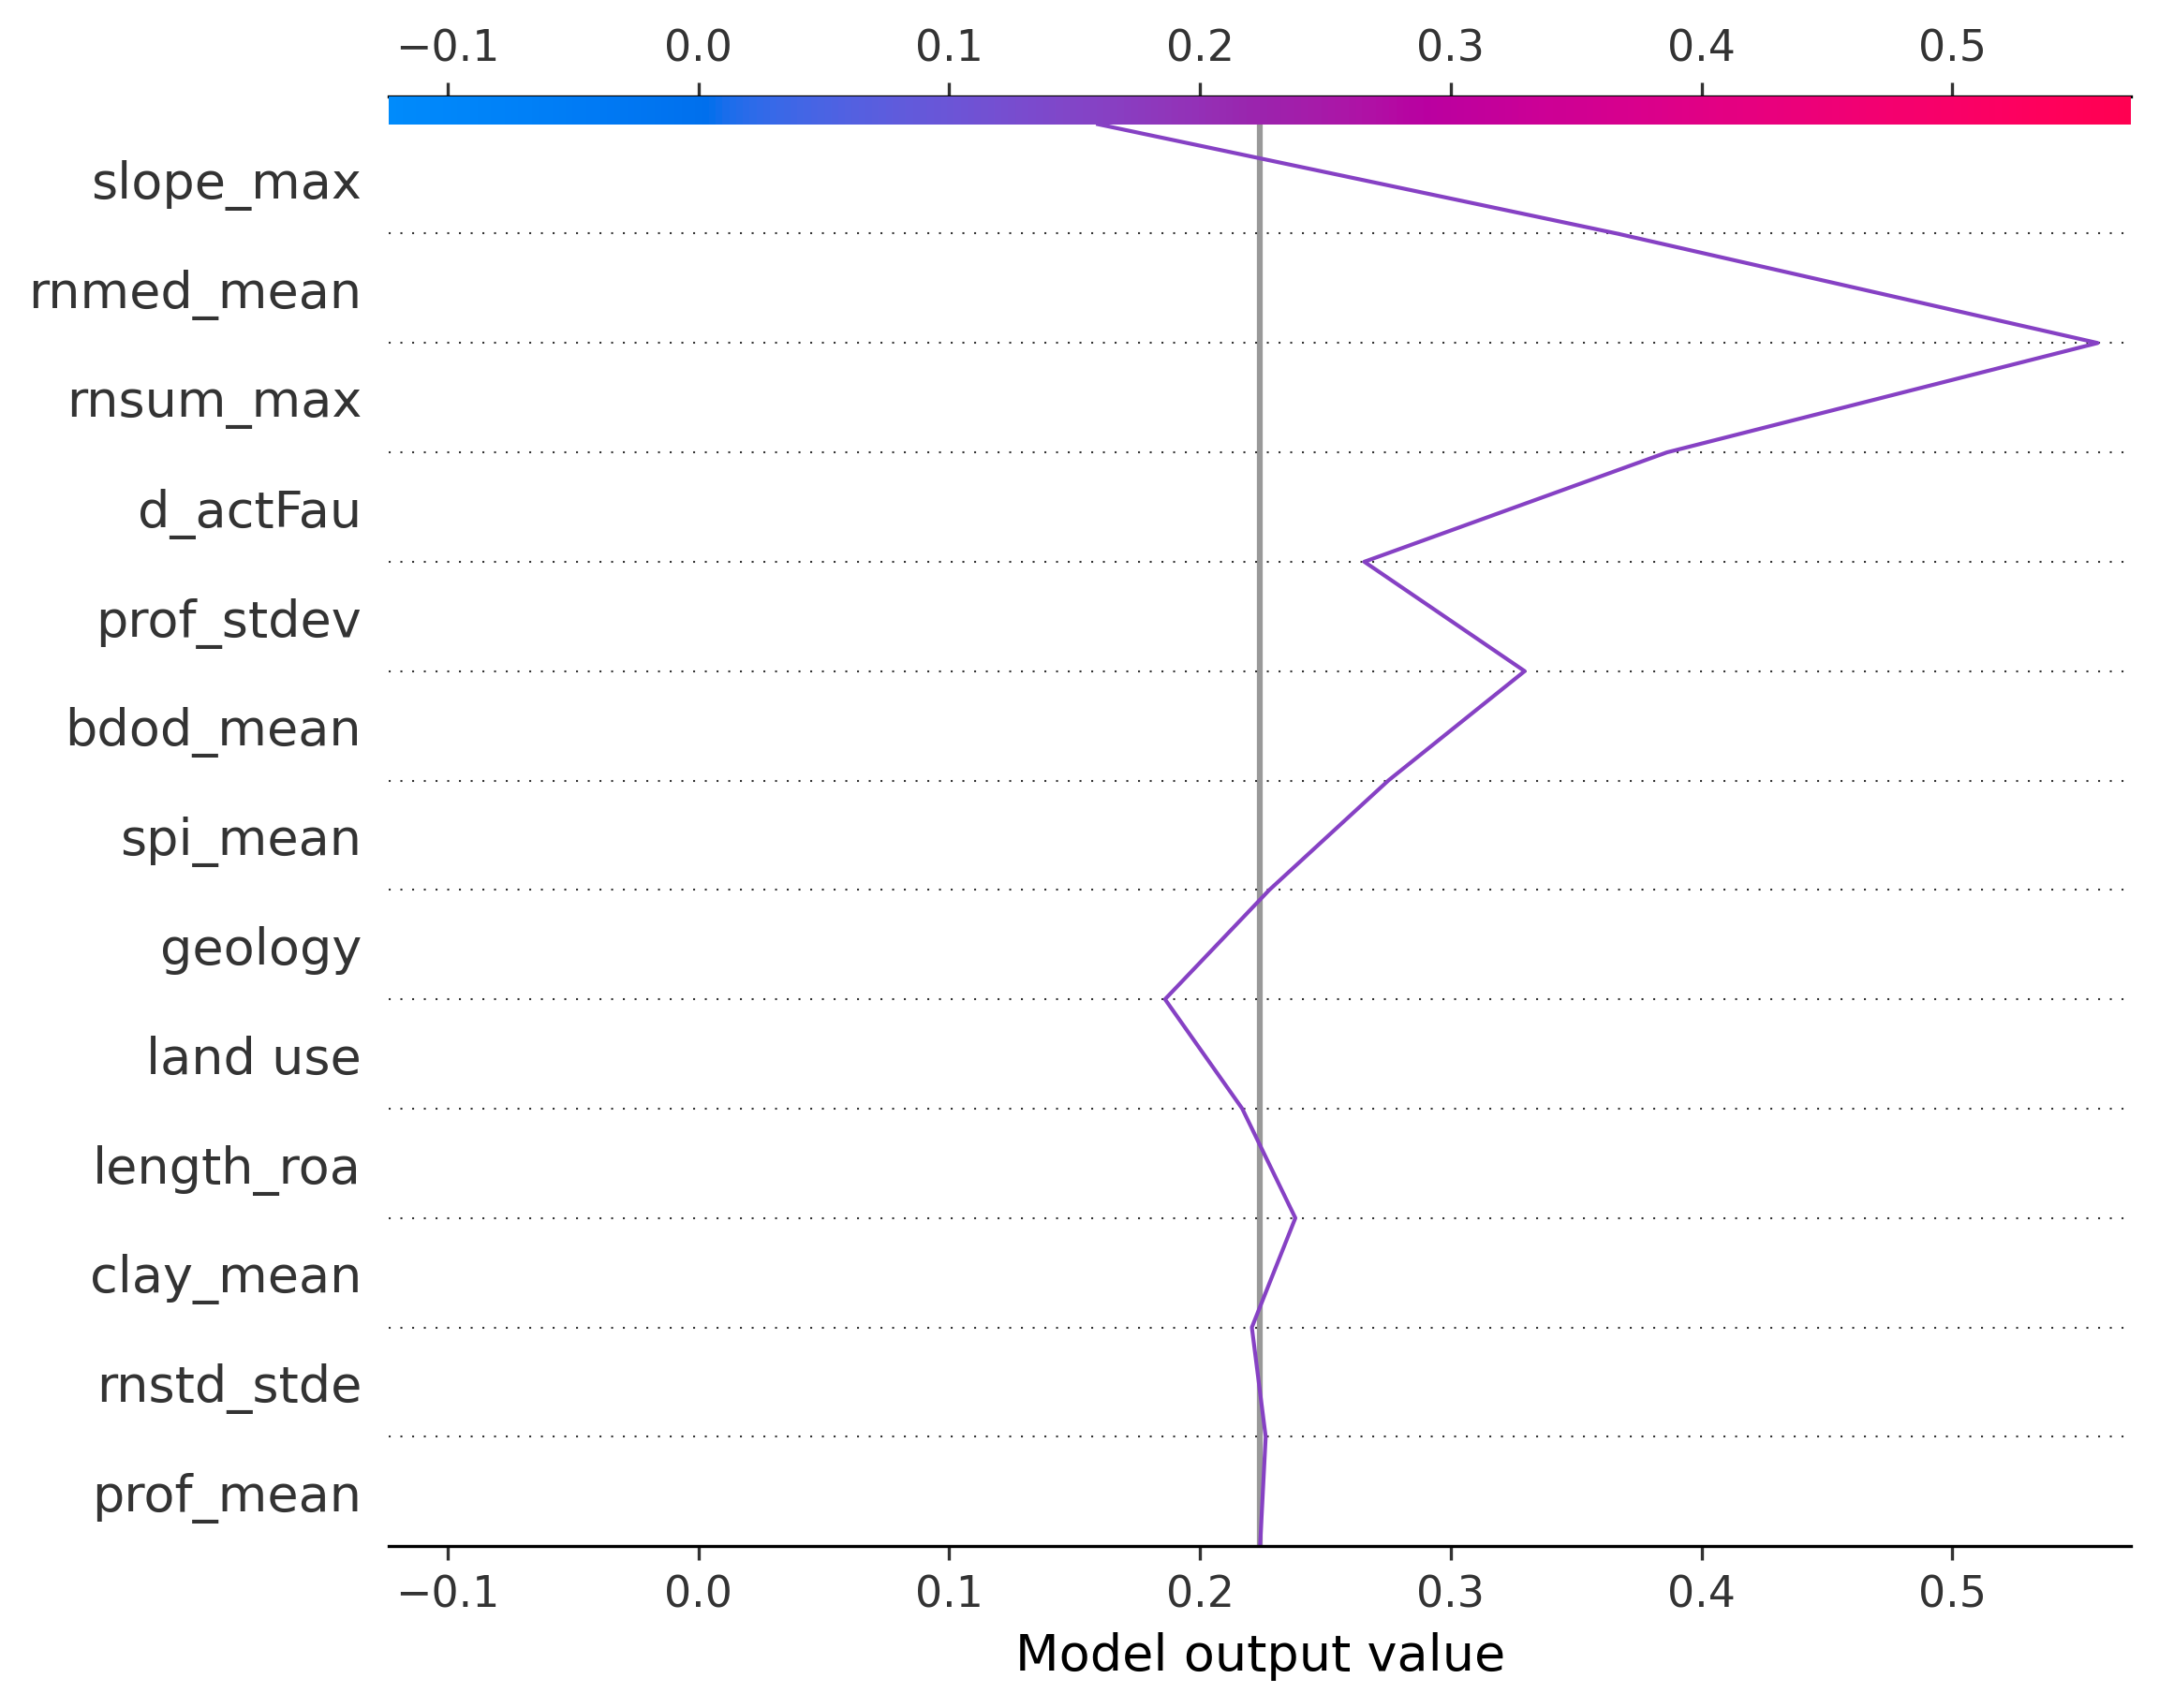 −0.1 0.0 0.1 0.2 0.3 0.4 0.5
slope_max
rnmed_mean
rnsum_max
d_actFau
prof_stdev
bdod_mean
spi_mean
geology
land use
length_roa
clay_mean
rnstd_stde
prof_mean
−0.1 0.0 0.1 0.2 0.3 0.4 0.5
Model output value